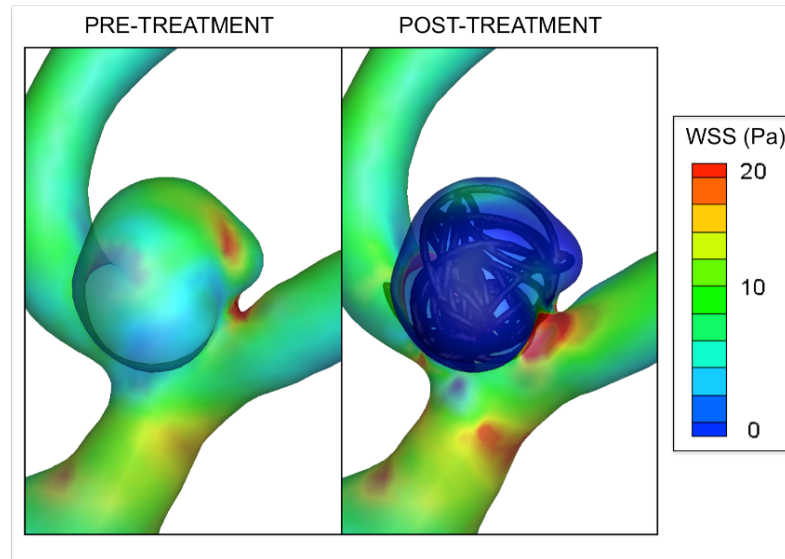 PRE-TREATMENT
POST-TREATMENT
WSS (Pa)
20
10
0